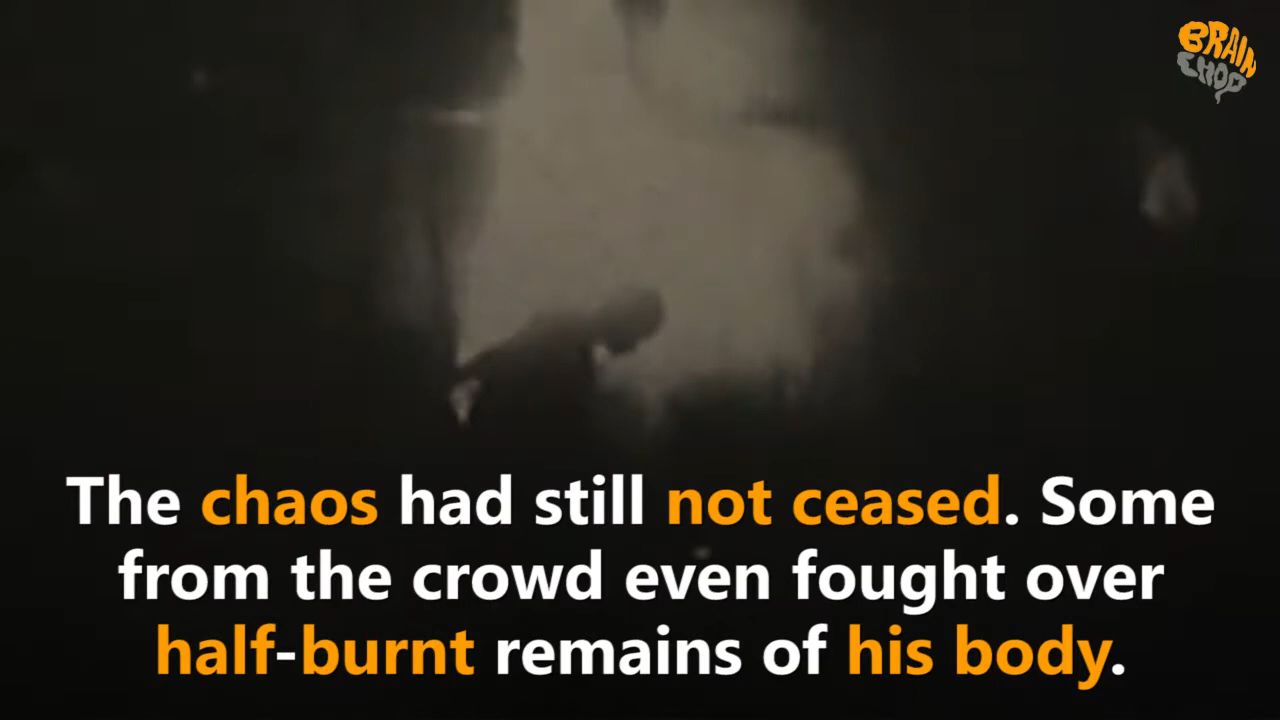 BRAIN
CHOP
The chaos had still not ceased. Some
from the crowd even fought over
half-burnt remains of his body.